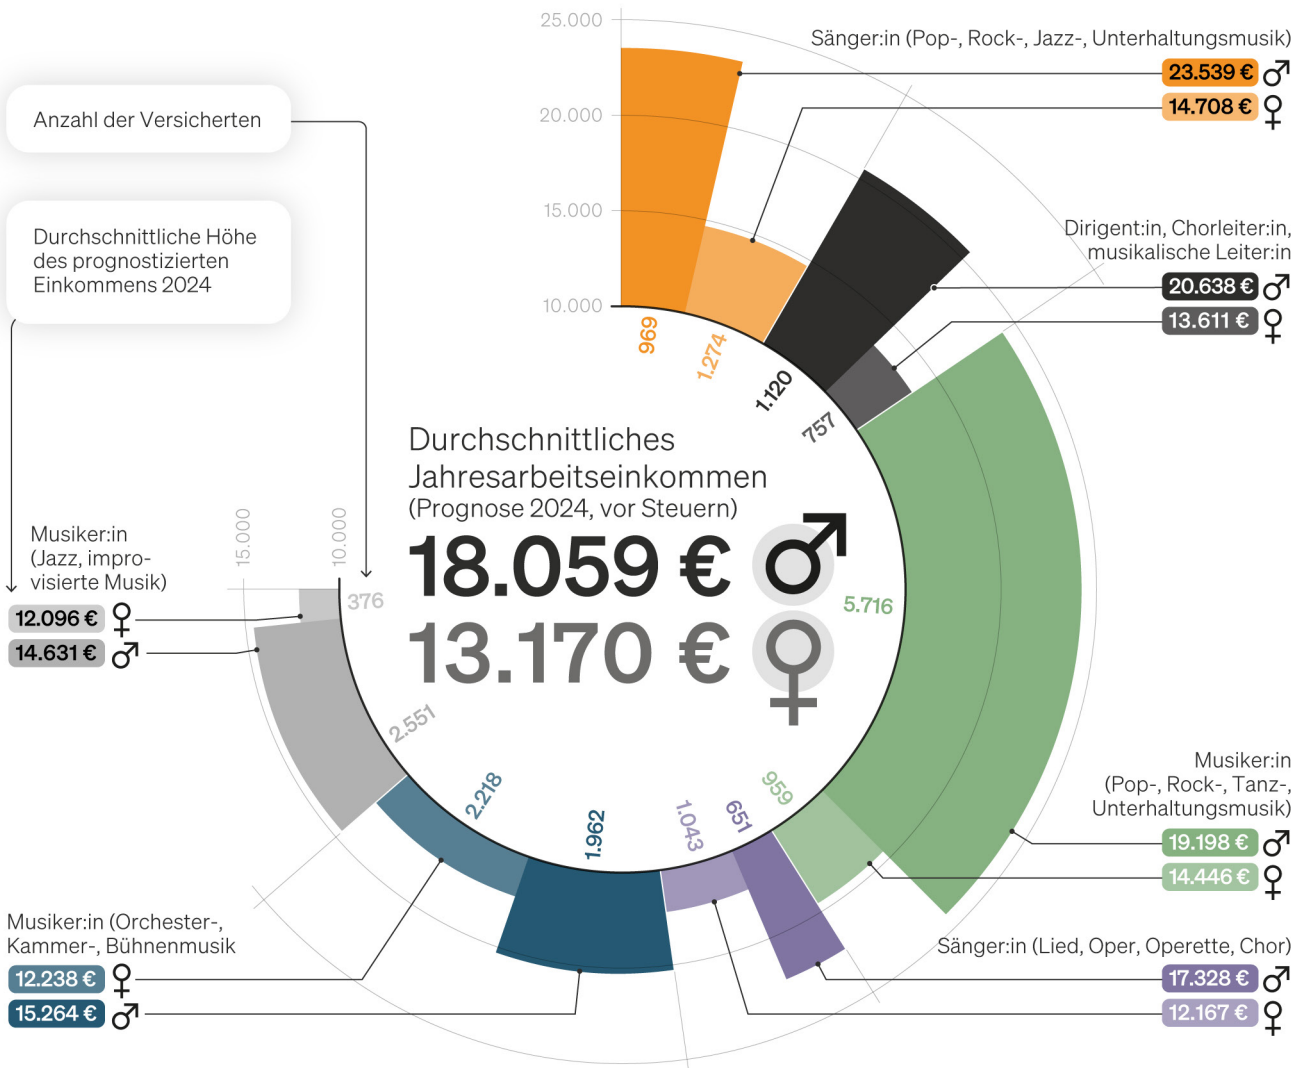 25.000
20.000
15.000
10.000
Anzahl der Versicherten
Durchschnittliche Höhe
des prognostizierten
Einkommens 2024
Sänger:in (Pop-, Rock-, Jazz-, Unterhaltungsmusik)
23.539 € ♂
14.708 € ♀
969
1.274
Dirigent:in, Chorleiter:in,
musikalische Leiter:in
20.638 € ♂
13.611 € ♀
1.120
757
Durchschnittliches
Jahresarbeitseinkommen
(Prognose 2024, vor Steuern)
18.059 € ♂
13.170 € ♀
5.716
959
Musiker:in
(Pop-, Rock-, Tanz-,
Unterhaltungsmusik)
19.198 € ♂
14.446 € ♀
651
1.043
Sänger:in (Lied, Oper, Operette, Chor)
17.328 € ♂
12.167 € ♀
1.962
2.218
Musiker:in (Orchester-,
Kammer-, Bühnenmusik
12.238 € ♀
15.264 € ♂
2.551
376
15.000
10.000
Musiker:in
(Jazz, impro-
visierte Musik)
12.096 € ♀
14.631 € ♂